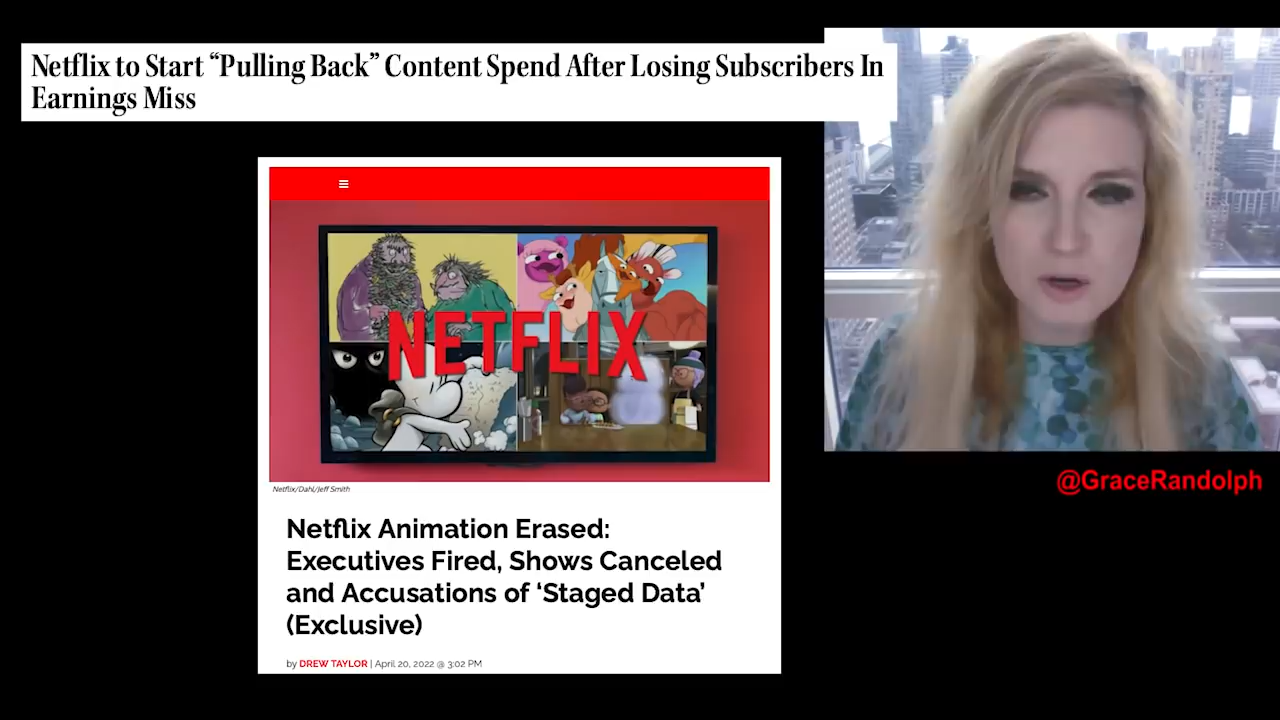 Netflix to Start “Pulling Back” Content Spend After Losing Subscribers In
Earnings Miss
NETFLIX
Netflix/Dahl/Jeff Smith
Netflix Animation Erased:
Executives Fired, Shows Canceled
and Accusations of ‘Staged Data’
(Exclusive)
by DREW TAYLOR | April 20, 2022 @ 3:02 PM
@GraceRandolph